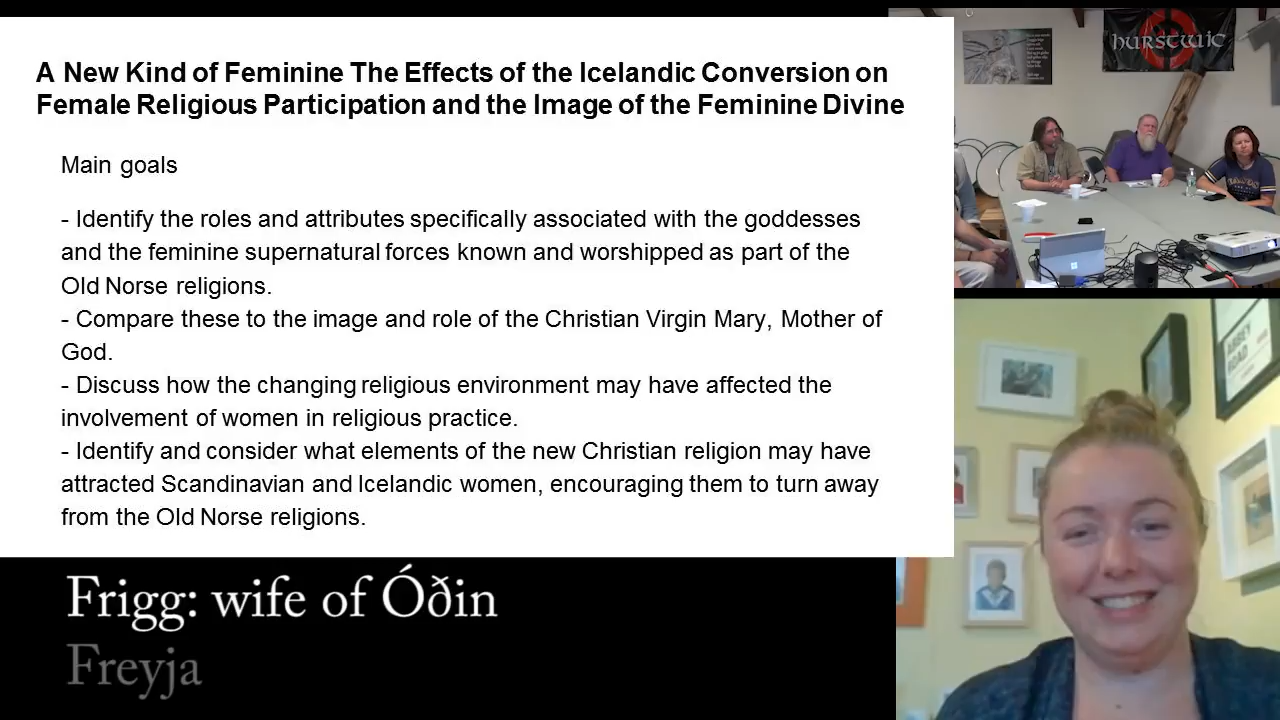 A New Kind of Feminine The Effects of the Icelandic Conversion on
Female Religious Participation and the Image of the Feminine Divine
Main goals
- Identify the roles and attributes specifically associated with the goddesses
and the feminine supernatural forces known and worshipped as part of the
Old Norse religions.
- Compare these to the image and role of the Christian Virgin Mary, Mother of
God.
- Discuss how the changing religious environment may have affected the
involvement of women in religious practice.
- Identify and consider what elements of the new Christian religion may have
attracted Scandinavian and Icelandic women, encouraging them to turn away
from the Old Norse religions.
Frigg: wife of Óðin
Freyja
hurstwic
ABBEY
ROAD